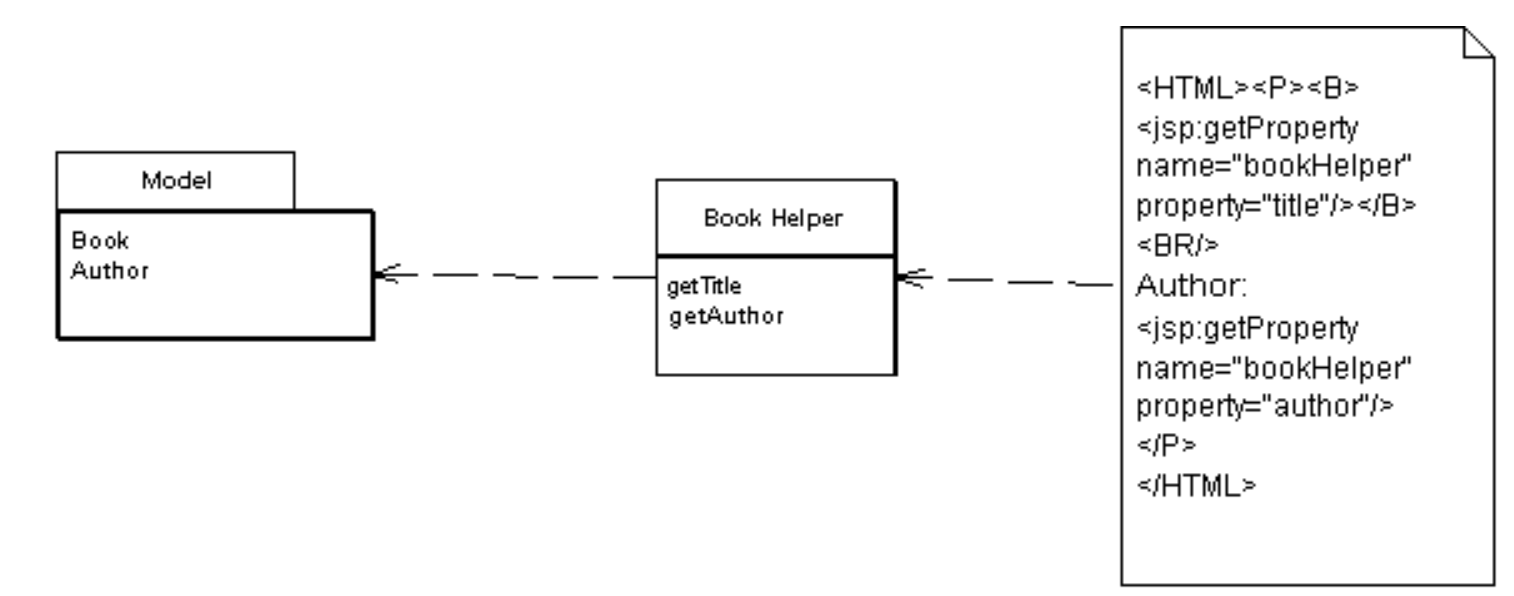 Model
Book
Author
Book Helper
getTitle
getAuthor
<HTML><P><B>
<jsp:getProperty
name="bookHelper"
property="title"/></B>
<BR/>
Author:
<jsp:getProperty
name="bookHelper"
property="author"/>
</P>
</HTML>